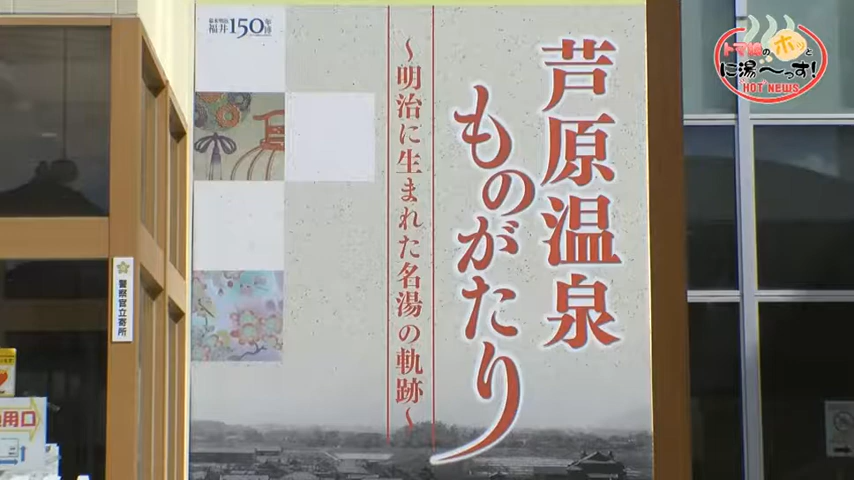 芦原温泉
ものがたり
～明治に生まれた名湯の軌跡～
福井150年
トマ綠のホッと
に湯～っす!
HOT NEWS
警察官立寄所
用口